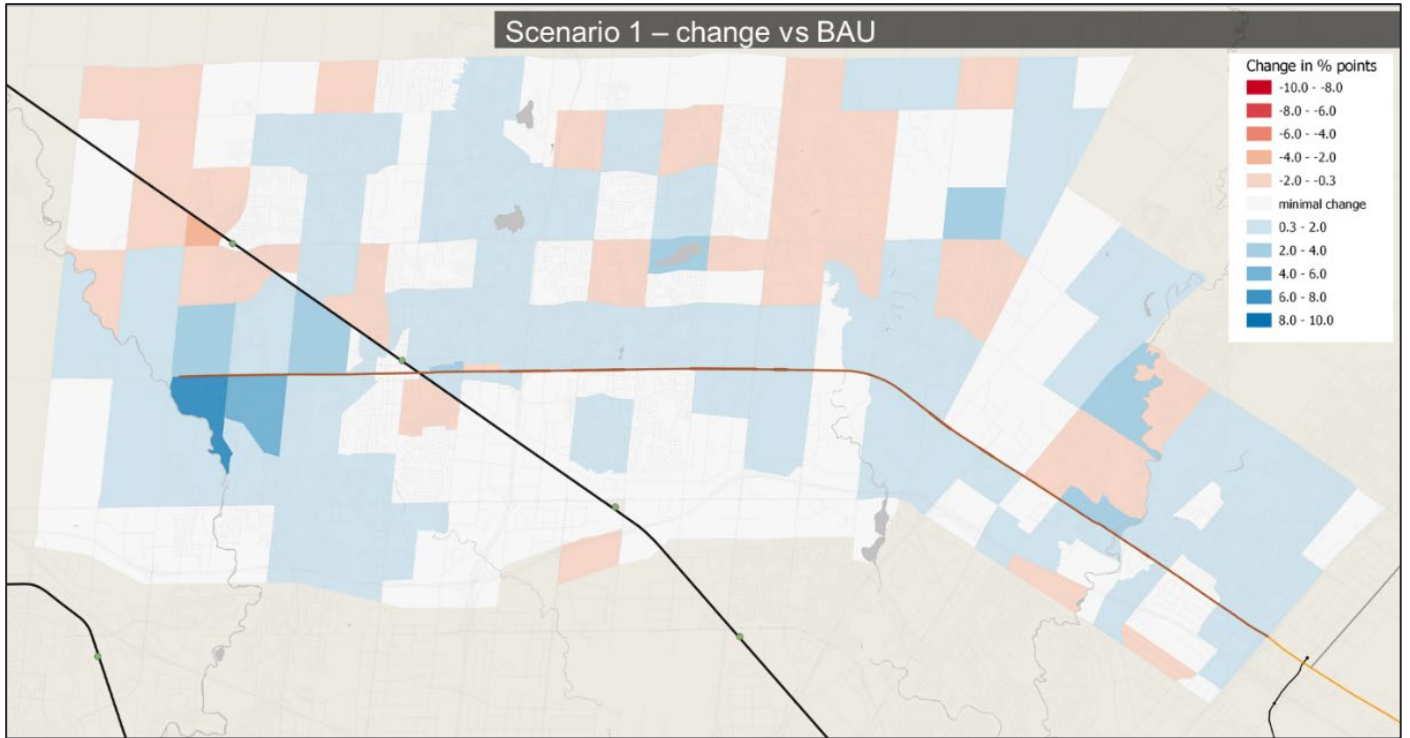 Scenario 1 – change vs BAU
Change in % points
-10.0 - -8.0
-8.0 - -6.0
-6.0 - -4.0
-4.0 - -2.0
-2.0 - -0.3
minimal change
0.3 - 2.0
2.0 - 4.0
4.0 - 6.0
6.0 - 8.0
8.0 - 10.0